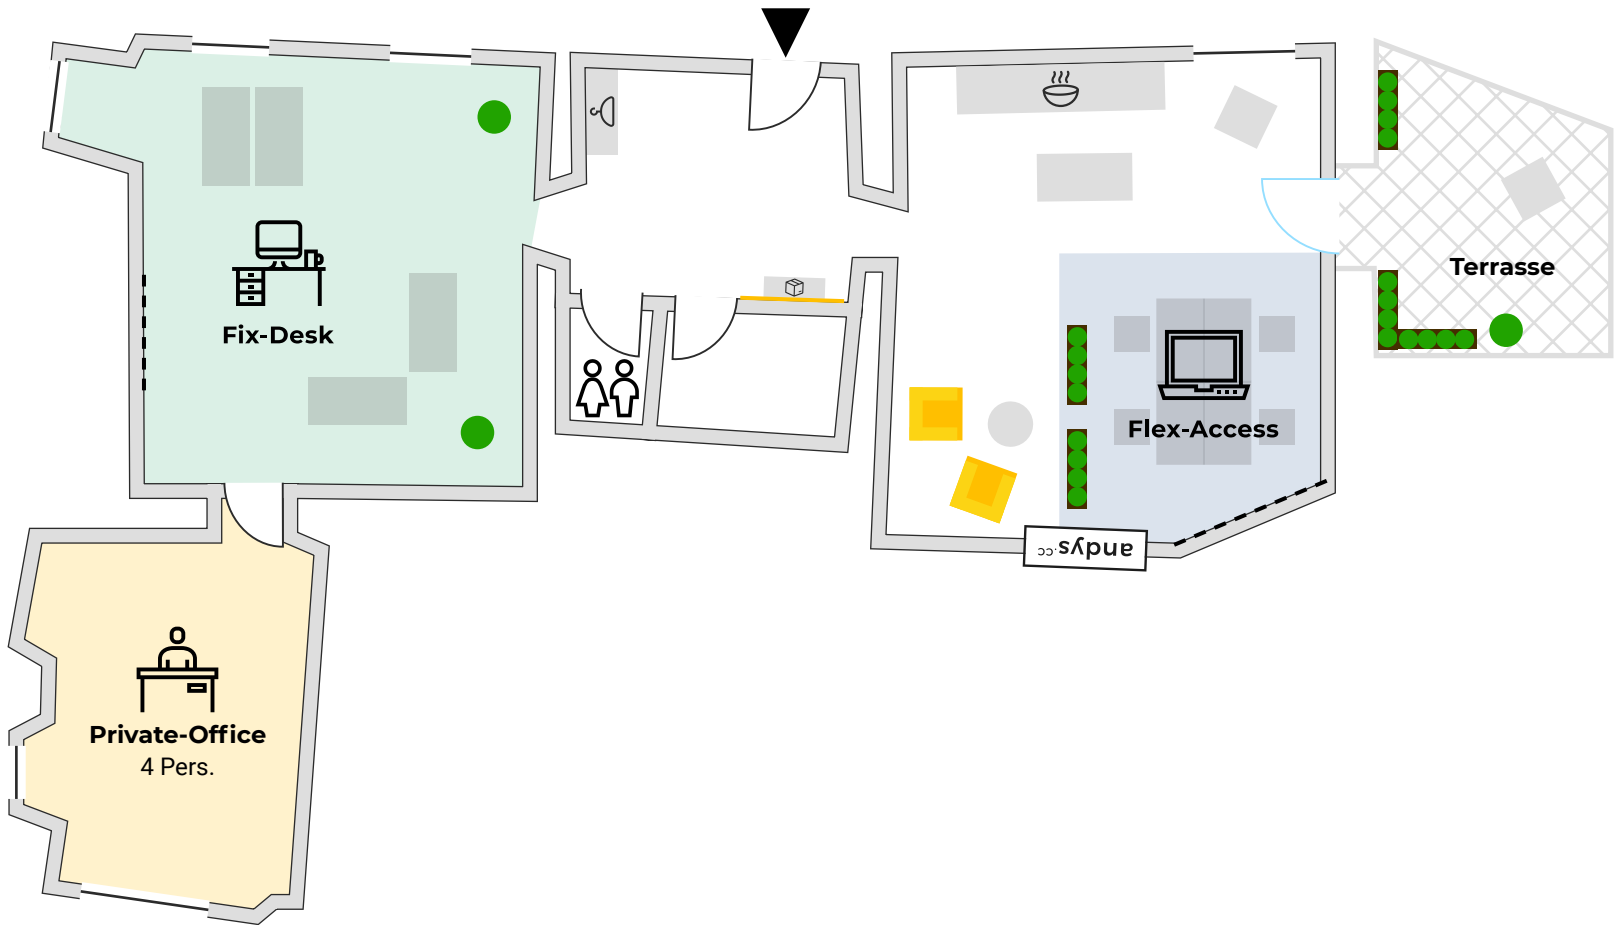 Terrasse
Fix-Desk
Flex-Access
andys.cc
Private-Office
4 Pers.